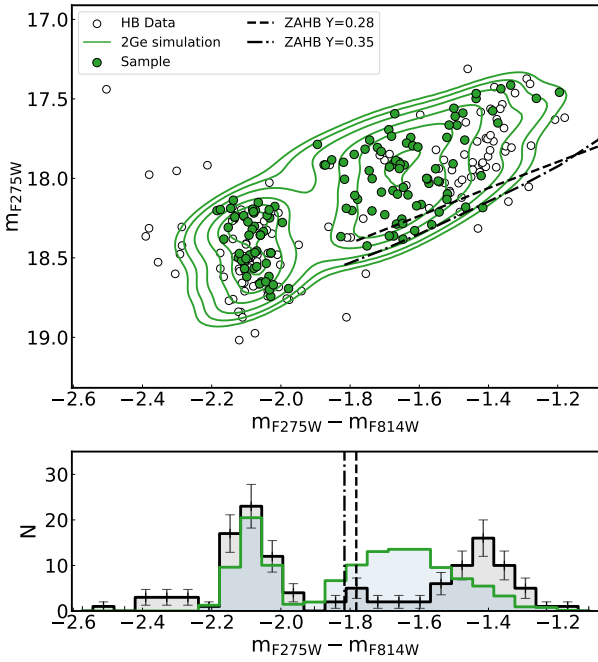 HB Data
2Ge simulation
Sample
ZAHB Y=0.28
ZAHB Y=0.35
17.0
17.5
18.0
18.5
19.0
m_F275W
−2.6 −2.4 −2.2 −2.0 −1.8 −1.6 −1.4 −1.2
m_F275W − m_F814W
30
20
10
0
N
−2.6 −2.4 −2.2 −2.0 −1.8 −1.6 −1.4 −1.2
m_F275W − m_F814W